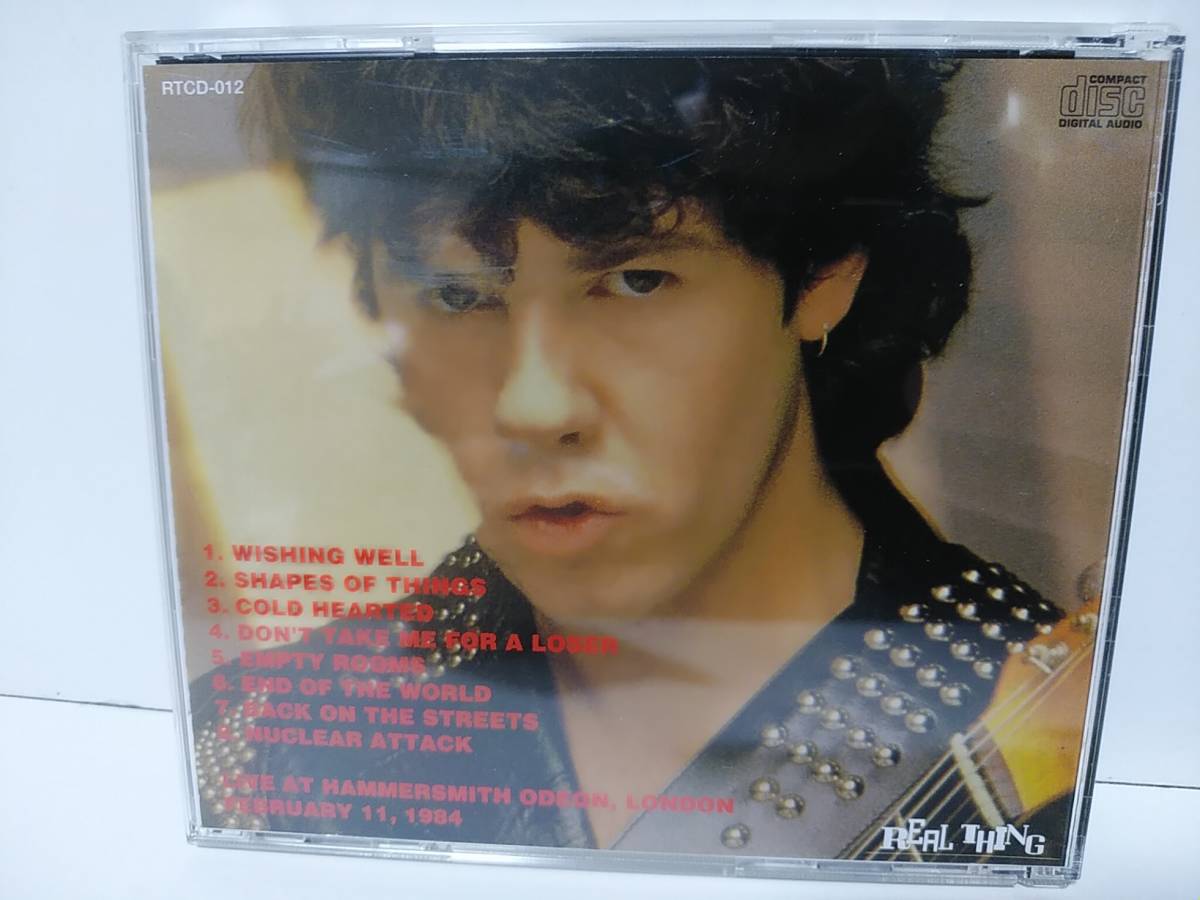 RTCD-012
COMPACT
disc
DIGITAL AUDIO
1. WISHING WELL
2. SHAPES OF THINGS
3. COLD HEARTED
4. DON'T TAKE ME FOR A LOSER
5. EMPTY ROOMS
6. END OF THE WORLD
7. BACK ON THE STREETS
8. NUCLEAR ATTACK
LIVE AT HAMMERSMITH ODEON, LONDON
FEBRUARY 11, 1984
REAL THING